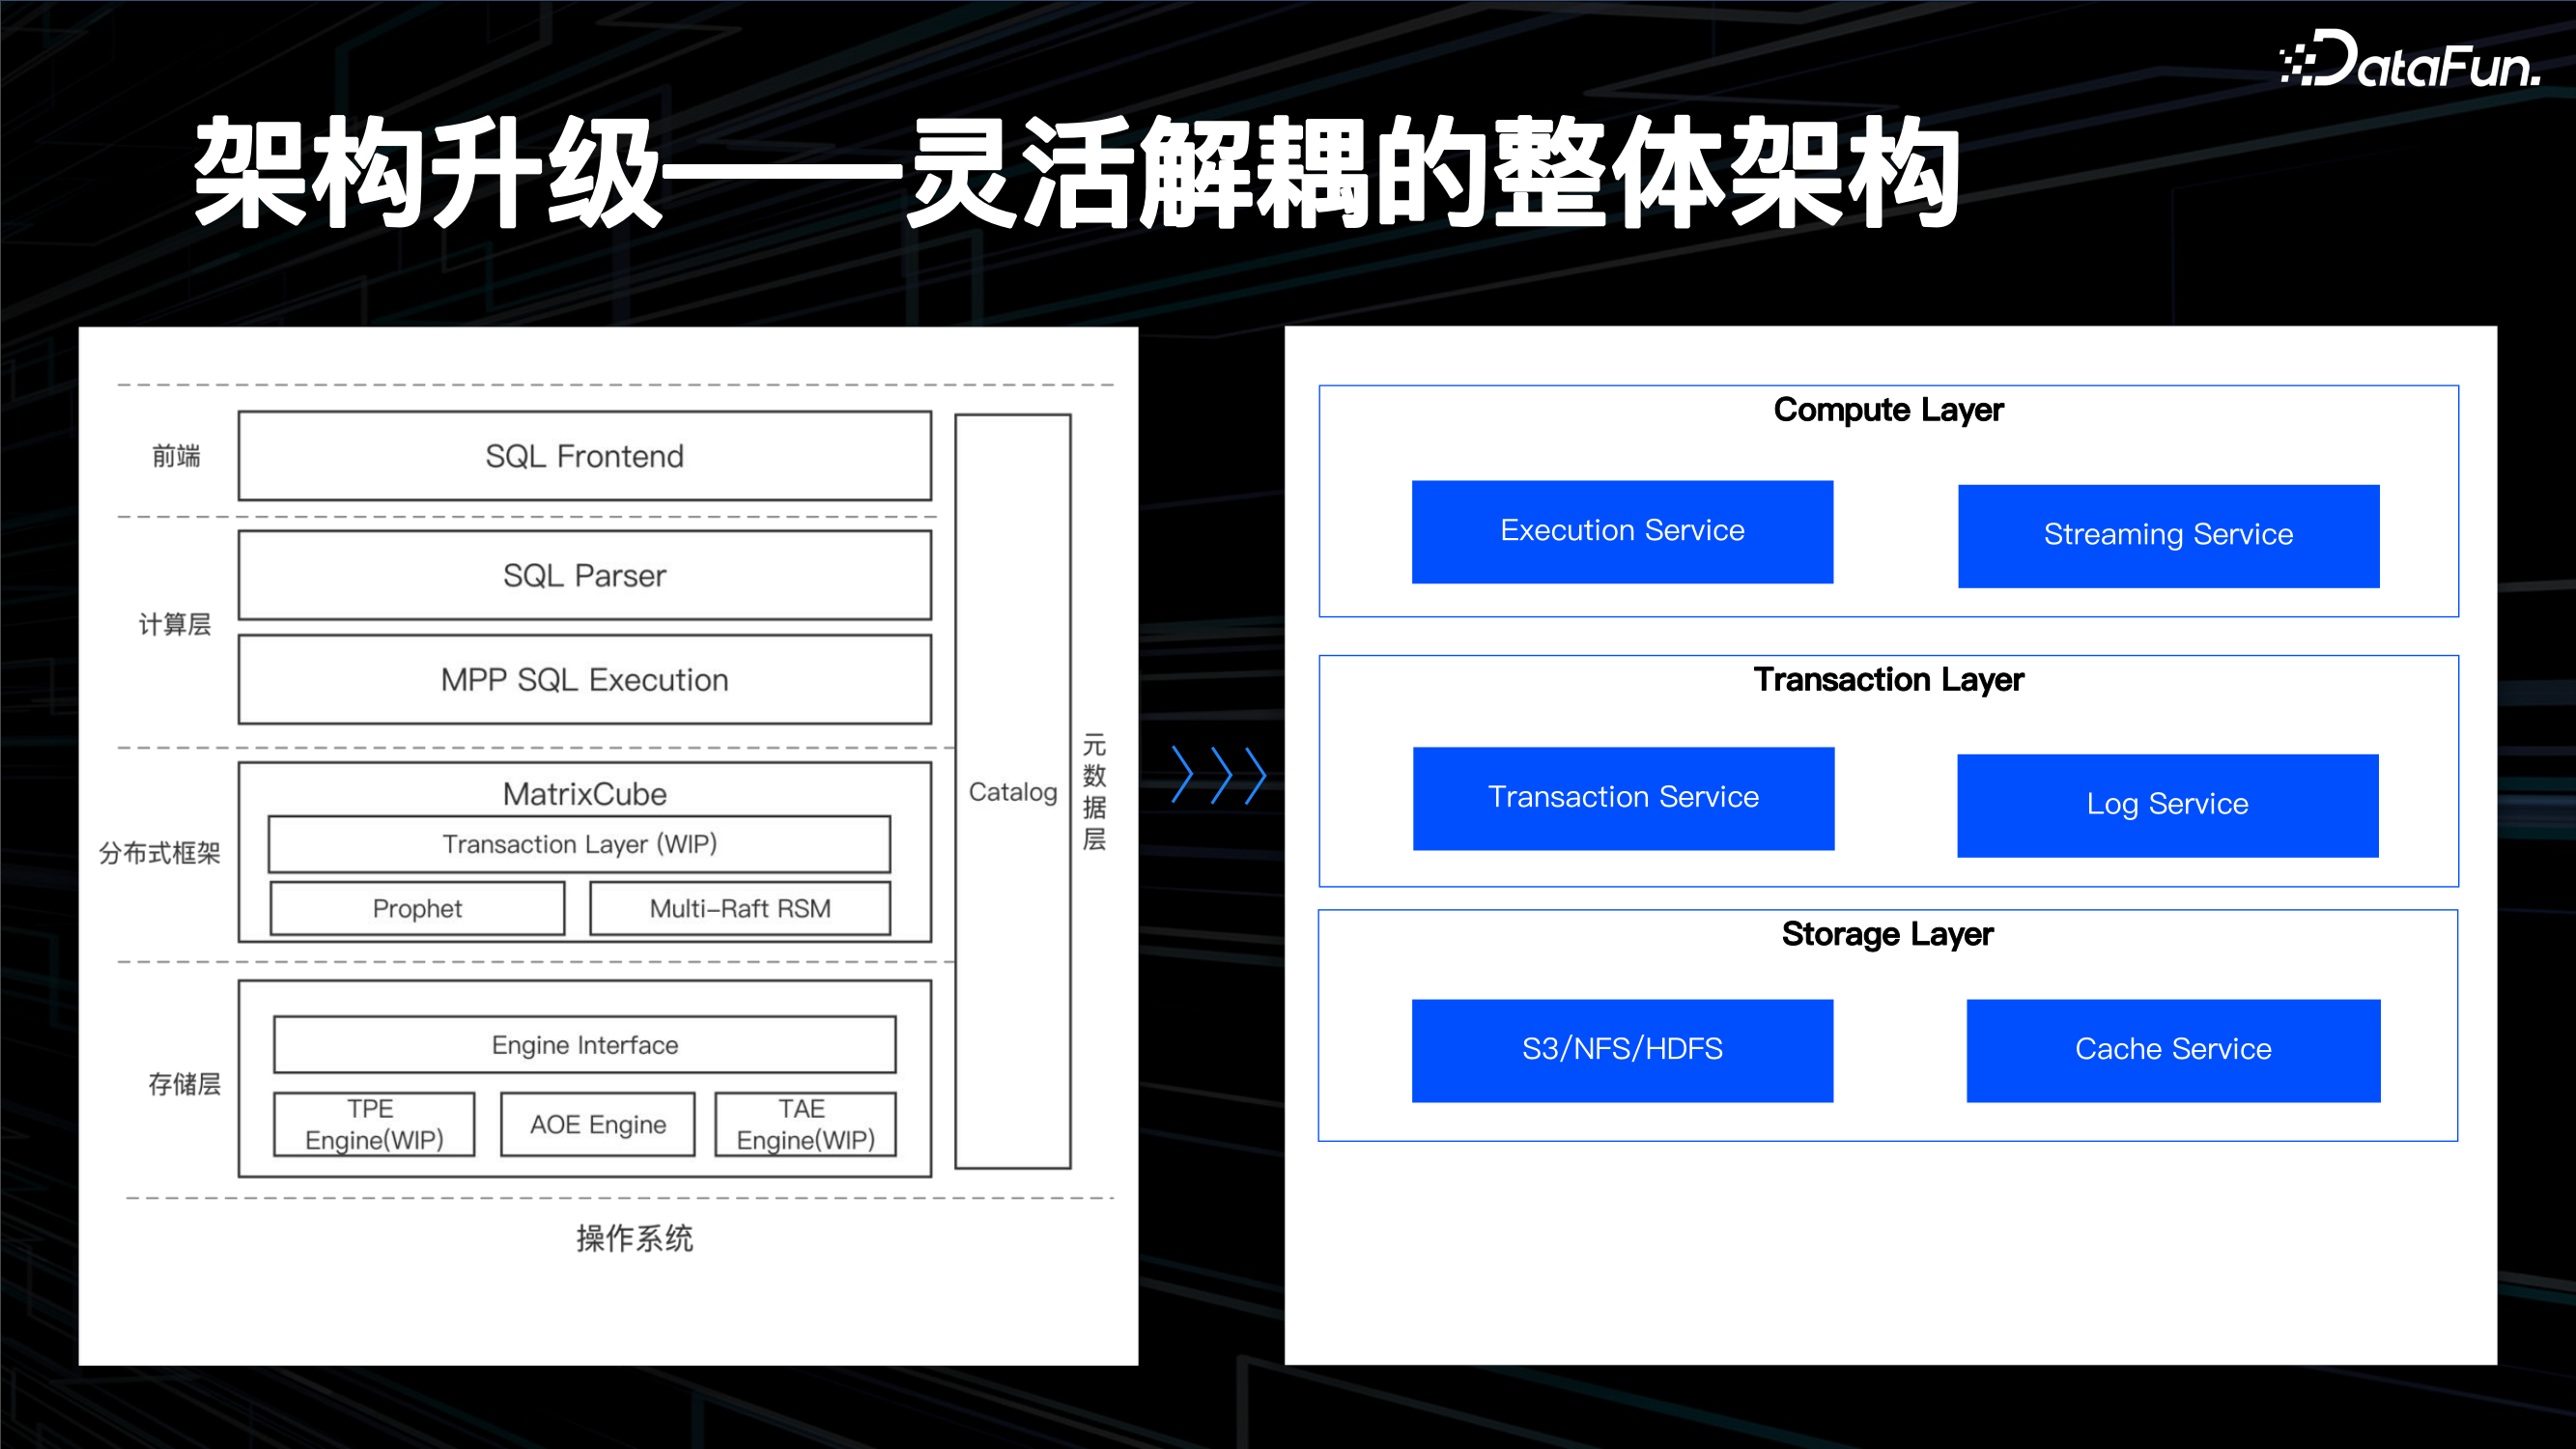 DataFun.
架构升级——灵活解耦的整体架构
前端
SQL Frontend
计算层
SQL Parser
MPP SQL Execution
分布式框架
MatrixCube
Transaction Layer (WIP)
Prophet
Multi-Raft RSM
存储层
Engine Interface
TPE
Engine(WIP)
AOE Engine
TAE
Engine(WIP)
Catalog
元数据层
操作系统
Compute Layer
Execution Service
Streaming Service
Transaction Layer
Transaction Service
Log Service
Storage Layer
S3/NFS/HDFS
Cache Service